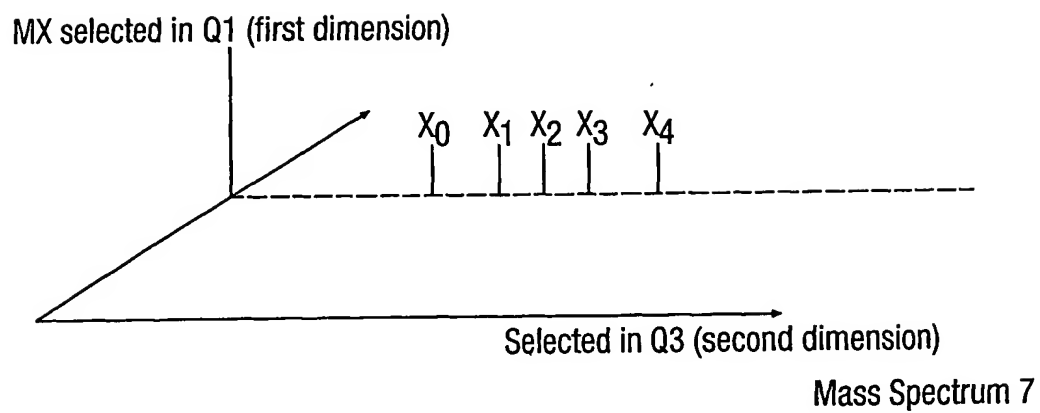 MX selected in Q1 (first dimension)
X0 X1 X2 X3 X4
Selected in Q3 (second dimension)
Mass Spectrum 7